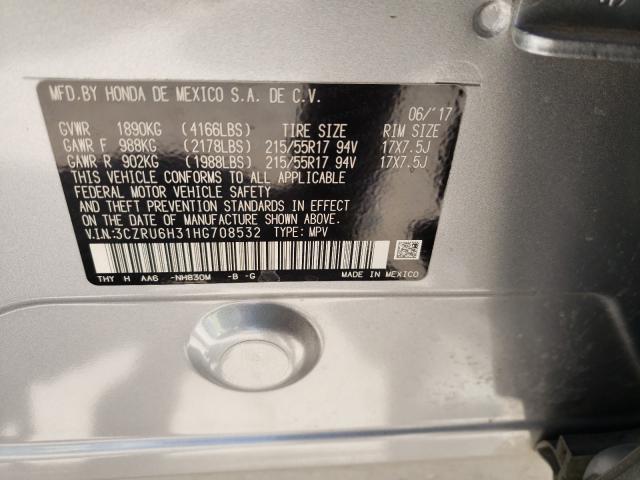 MFD.BY HONDA DE MEXICO S.A. DE C.V.
06/'17
GVWR 1890KG (4166LBS) TIRE SIZE RIM SIZE
GAWR F 988KG (2178LBS) 215/55R17 94V 17X7.5J
GAWR R 902KG (1988LBS) 215/55R17 94V 17X7.5J
THIS VEHICLE CONFORMS TO ALL APPLICABLE
FEDERAL MOTOR VEHICLE SAFETY
AND THEFT PREVENTION STANDARDS IN EFFECT ON
THE DATE OF MANUFACTURE SHOWN ABOVE.
V.I.N:3CZRU6H31HG708532 TYPE: MPV
THY H AA6 -NH830M -B -G MADE IN MEXICO